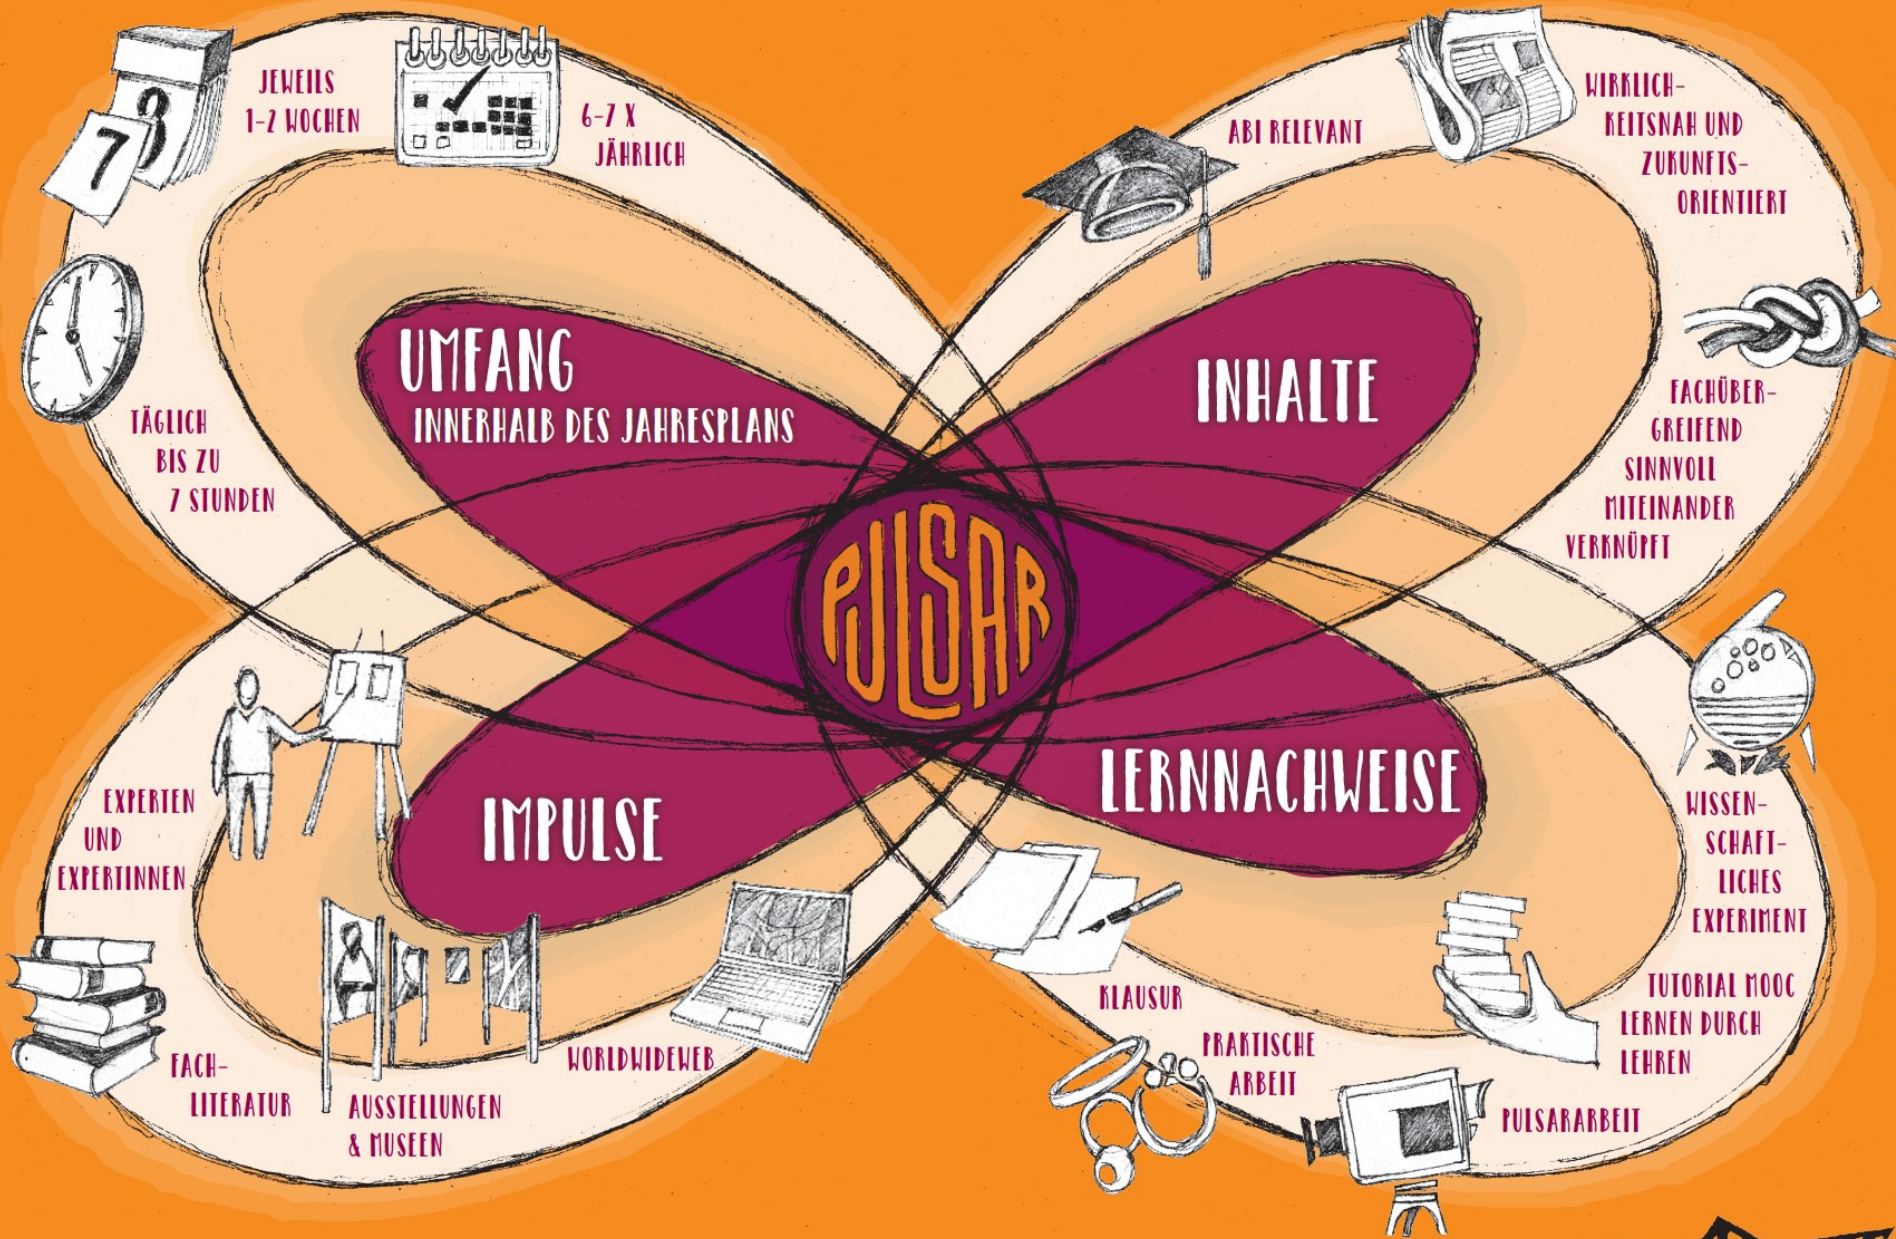 7
3
JEWEILS
1-2 WOCHEN
6-7 X
JÄHRLICH
TÄGLICH
BIS ZU
7 STUNDEN
UMFANG
INNERHALB DES JAHRESPLANS
ABI RELEVANT
WIRKLICH-
KEITSNAH UND
ZUKUNFTS-
ORIENTIERT
FACHÜBER-
GREIFEND
SINNVOLL
MITEINANDER
VERKNÜPFT
INHALTE
PULSAR
EXPERTEN
UND
EXPERTINNEN
FACH-
LITERATUR
AUSSTELLUNGEN
& MUSEEN
WORLDWIDEWEB
IMPULSE
LERNNACHWEISE
KLAUSUR
PRAKTISCHE
ARBEIT
PULSARARBEIT
TUTORIAL MOOC
LERNEN DURCH
LEHREN
WISSEN-
SCHAFT-
LICHES
EXPERIMENT